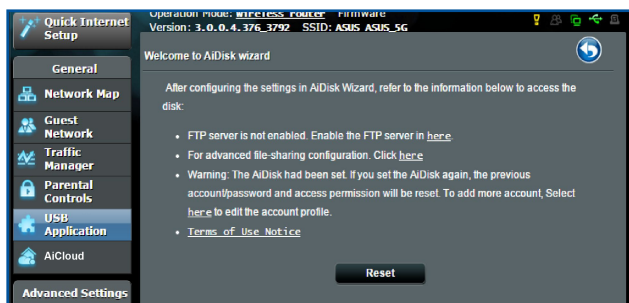 Quick Internet
Setup
General
Network Map
Guest
Network
Traffic
Manager
Parental
Controls
USB
Application
AiCloud
Advanced Settings
Operation Mode: Wireless router Firmware
Version: 3.0.0.4.376_3792 SSID: ASUS ASUS_5G
Welcome to AiDisk wizard
After configuring the settings in AiDisk Wizard, refer to the information below to access the
disk:
• FTP server is not enabled. Enable the FTP server in here.
• For advanced file-sharing configuration. Click here
• Warning: The AiDisk had been set. If you set the AiDisk again, the previous
account/password and access permission will be reset. To add more account, Select
here to edit the account profile.
• Terms of Use Notice
Reset